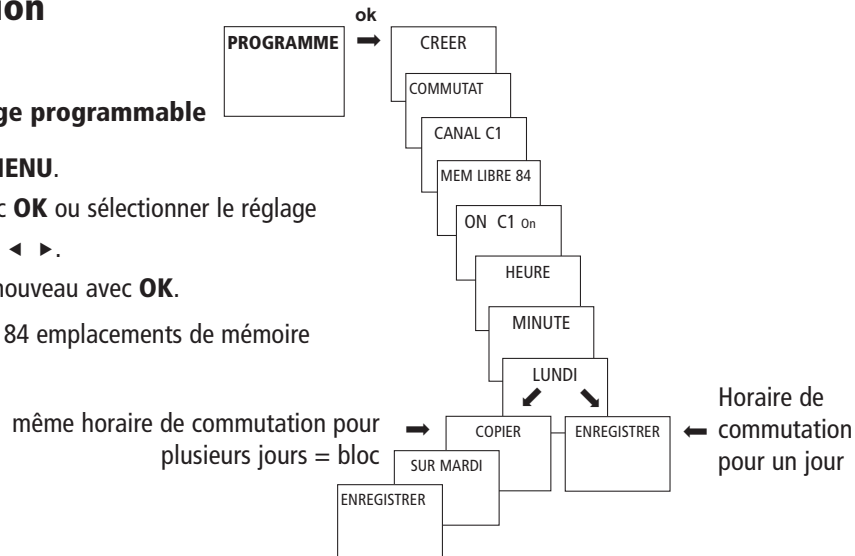 ion
ok
PROGRAMME
CREER
COMMUTAT
ge programmable
CANAL C1
MENU.
MEM LIBRE 84
c OK ou sélectionner le réglage
ON C1 On
◄ ►.
HEURE
nouveau avec OK.
MINUTE
84 emplacements de mémoire
LUNDI
même horaire de commutation pour
plusieurs jours = bloc
COPIER
ENREGISTRER
Horaire de
commutation
pour un jour
SUR MARDI
ENREGISTRER